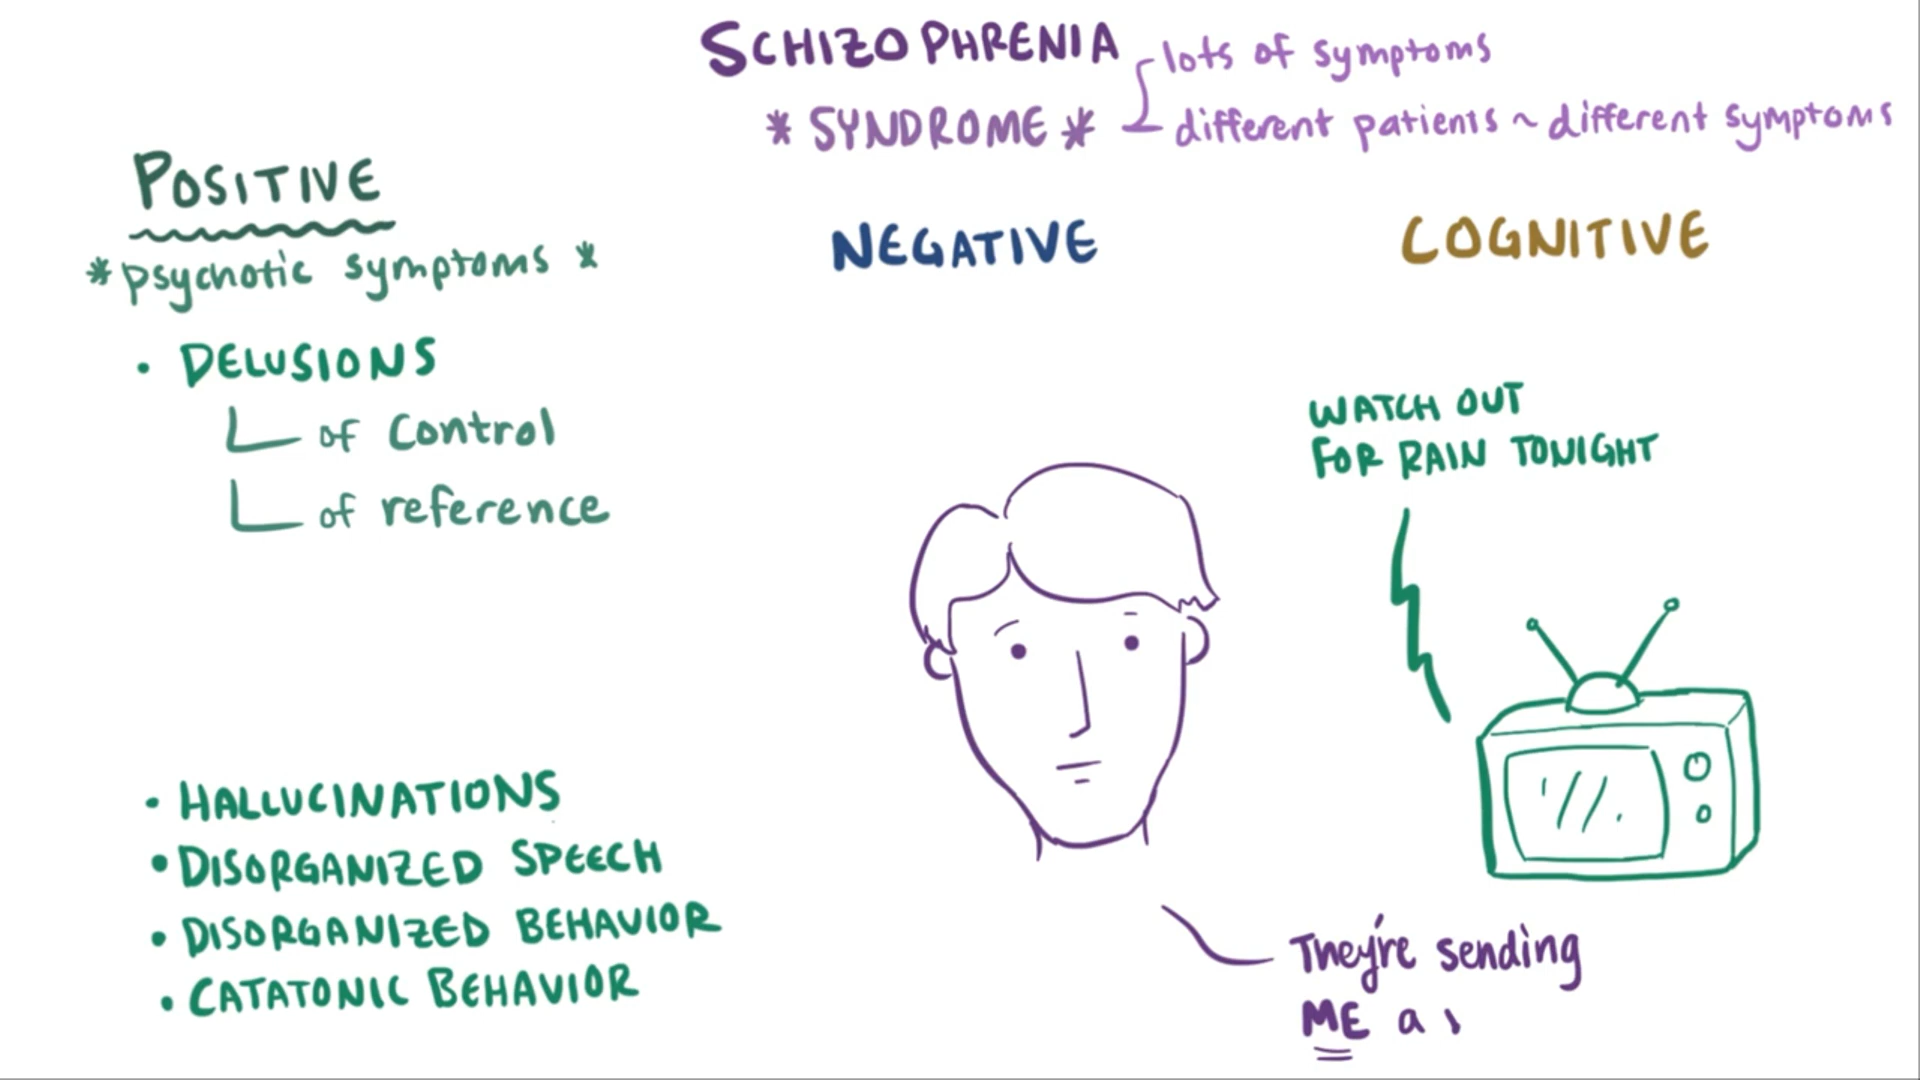 SCHIZOPHRENIA
lots of symptoms
* SYNDROME *
different patients ~ different symptoms
POSITIVE
* psychotic symptoms *
NEGATIVE
COGNITIVE
• DELUSIONS
of control
of reference
WATCH OUT
FOR RAIN TONIGHT
• HALLUCINATIONS
• DISORGANIZED SPEECH
• DISORGANIZED BEHAVIOR
• CATATONIC BEHAVIOR
They're sending
ME a